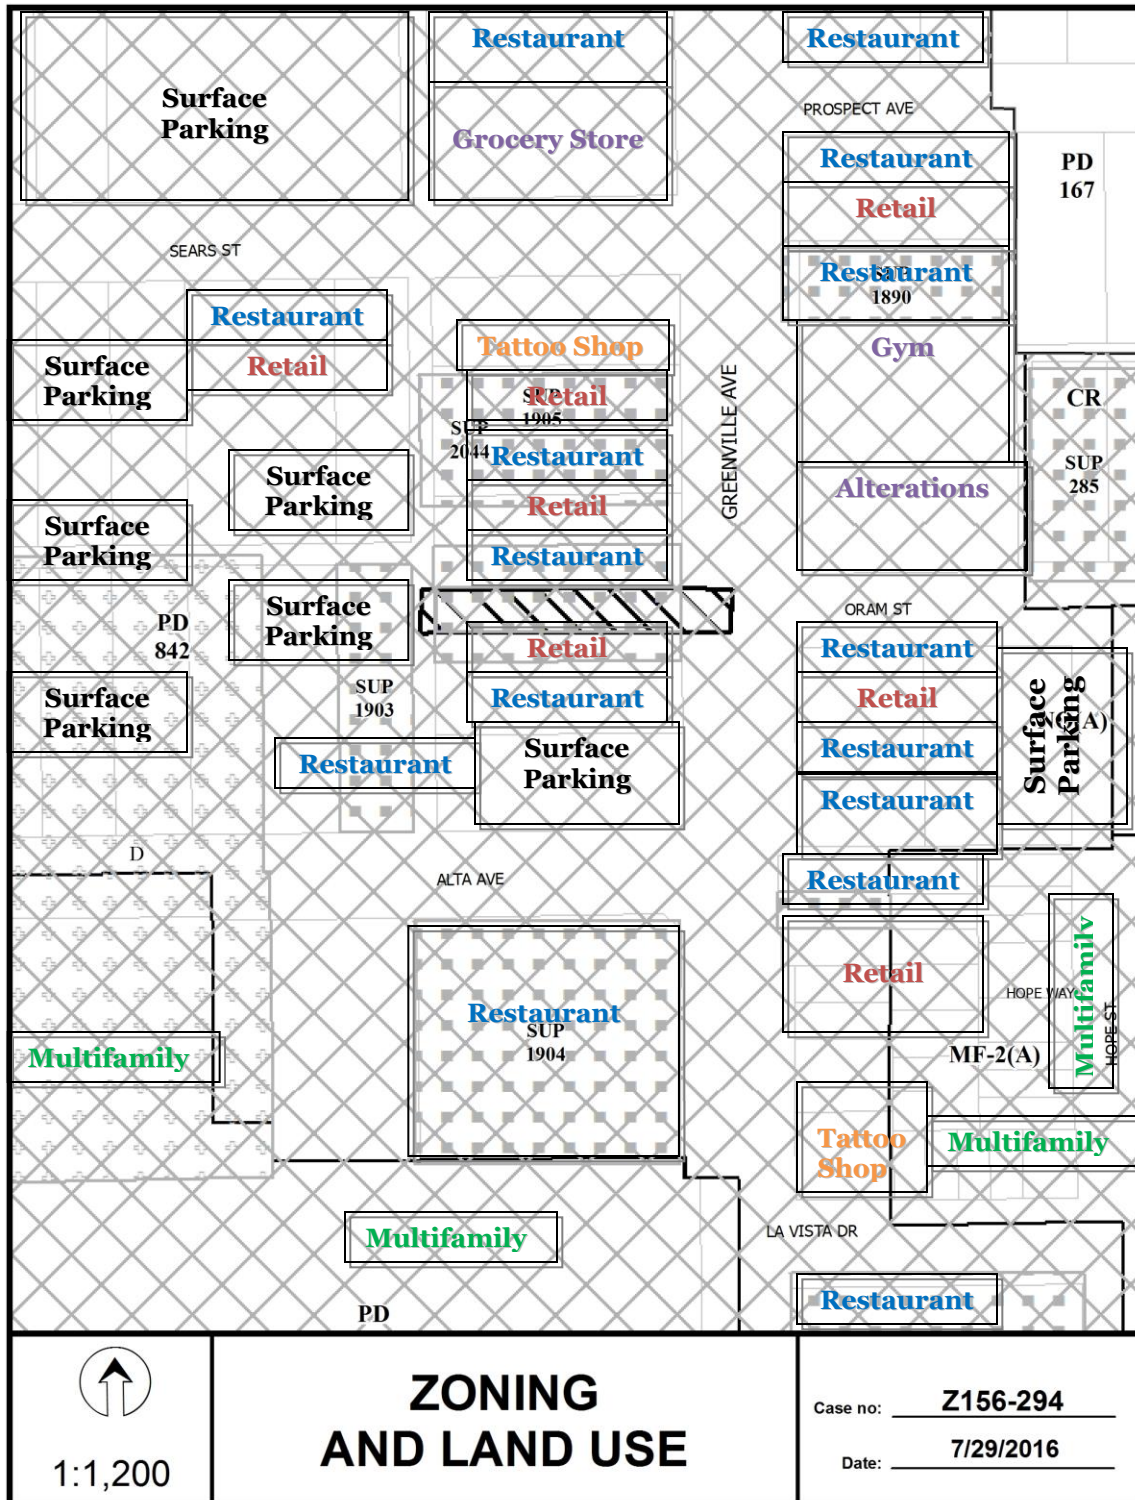 Restaurant
Restaurant
Surface
Parking
Grocery Store
PROSPECT AVE
Restaurant
PD
167
Retail
SEARS ST
Restaurant
SUP
1890
Restaurant
Retail
Surface
Parking
Tattoo Shop
Gym
Retail
SUP
1905
GREENVILLE AVE
CR
SUP
2044
Restaurant
SUP
285
Surface
Parking
Alterations
Retail
Surface
Parking
Restaurant
Surface
Parking
ORAM ST
PD
842
Retail
Restaurant
Surface
Parking
SUP
1903
Restaurant
Retail
Surface
Parking
NO(A)
Restaurant
Surface
Parking
Restaurant
Restaurant
D
ALTA AVE
Restaurant
Retail
Multifamily
HOPE WAY
HOPE ST
Restaurant
SUP
1904
MF-2(A)
Multifamily
Tattoo
Shop
Multifamily
Multifamily
LA VISTA DR
Restaurant
PD
1:1,200
ZONING
AND LAND USE
Case no: Z156-294
Date: 7/29/2016